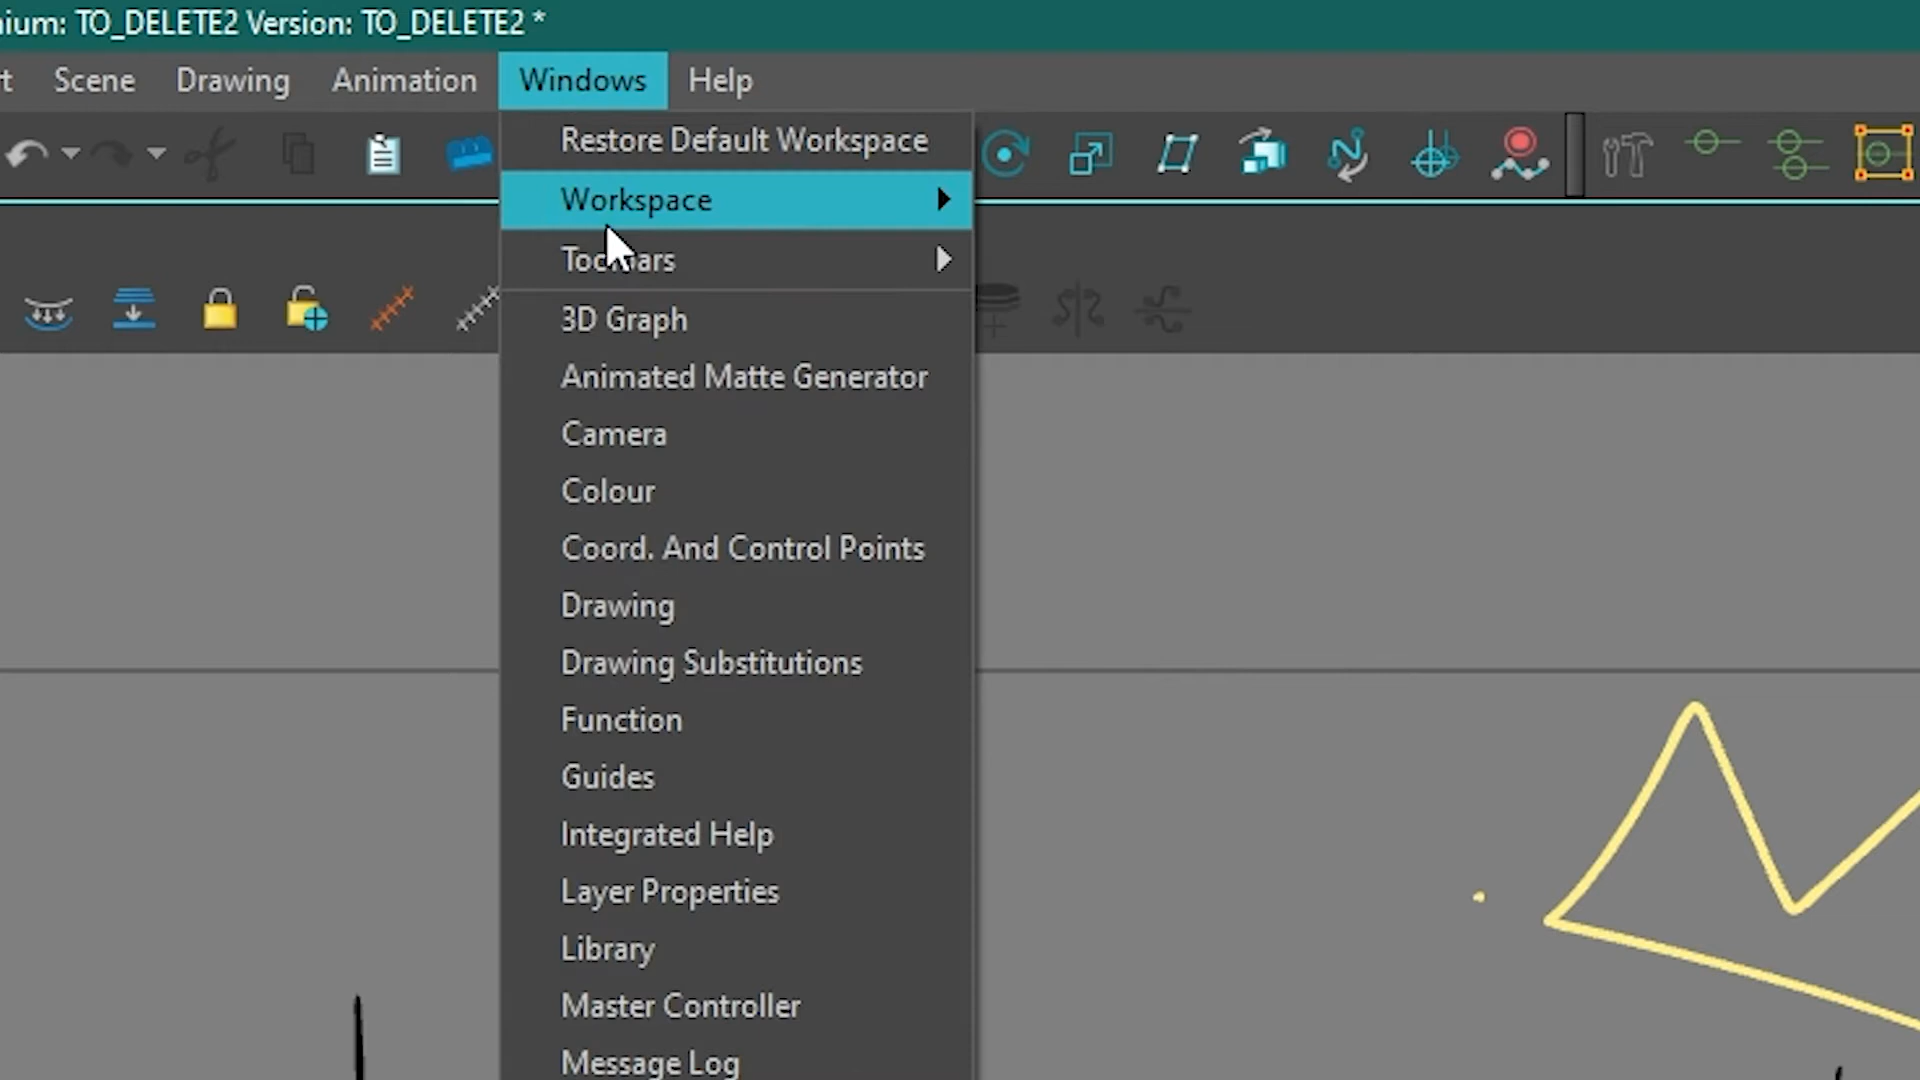 nium: TO_DELETE2 Version: TO_DELETE2 *
t Scene Drawing Animation Windows Help
Restore Default Workspace
Workspace
3D Graph
Animated Matte Generator
Camera
Colour
Coord. And Control Points
Drawing
Drawing Substitutions
Function
Guides
Integrated Help
Layer Properties
Library
Master Controller
Message Log